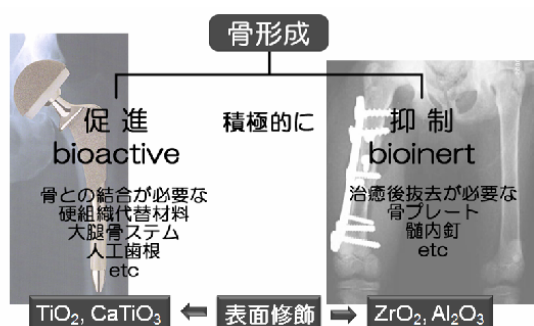 骨形成
促進
bioactive
積極的に
抑制
bioinert
骨との結合が必要な
硬組織代替材料
大腿骨ステム
人工歯根
etc
治癒後抜去が必要な
骨プレート
髄内釘
etc
TiO₂, CaTiO₃ ⇐ 表面修飾 ⇒ ZrO₂, Al₂O₃